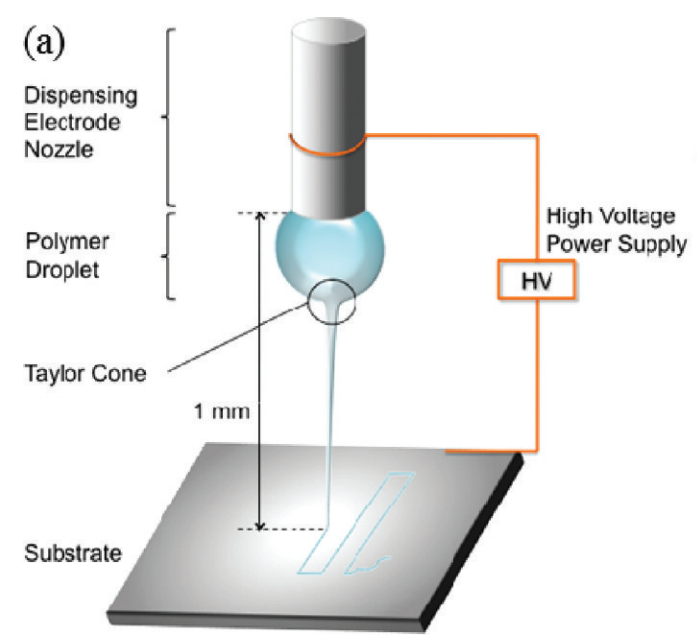 (a)
Dispensing
Electrode
Nozzle
High Voltage
Power Supply
Polymer
Droplet
HV
Taylor Cone
1 mm
Substrate